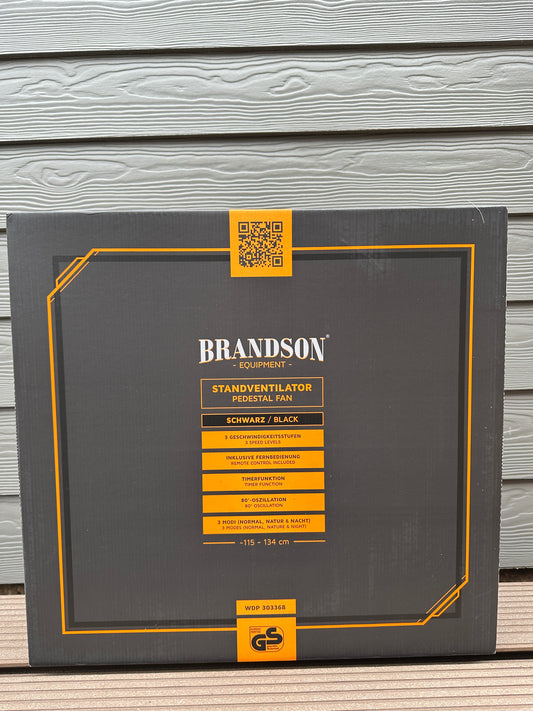 BRANDSON®
- EQUIPMENT -
STANDVENTILATOR
PEDESTAL FAN
SCHWARZ / BLACK
3 GESCHWINDIGKEITSSTUFEN
3 SPEED LEVELS
INKLUSIVE FERNBEDIENUNG
REMOTE CONTROL INCLUDED
TIMERFUNKTION
TIMER FUNCTION
80°-OSZILLATION
80° OSCILLATION
3 MODI (NORMAL, NATUR & NACHT)
3 MODES (NORMAL, NATURE & NIGHT)
~115 - 134 cm
WDP 303368
GS